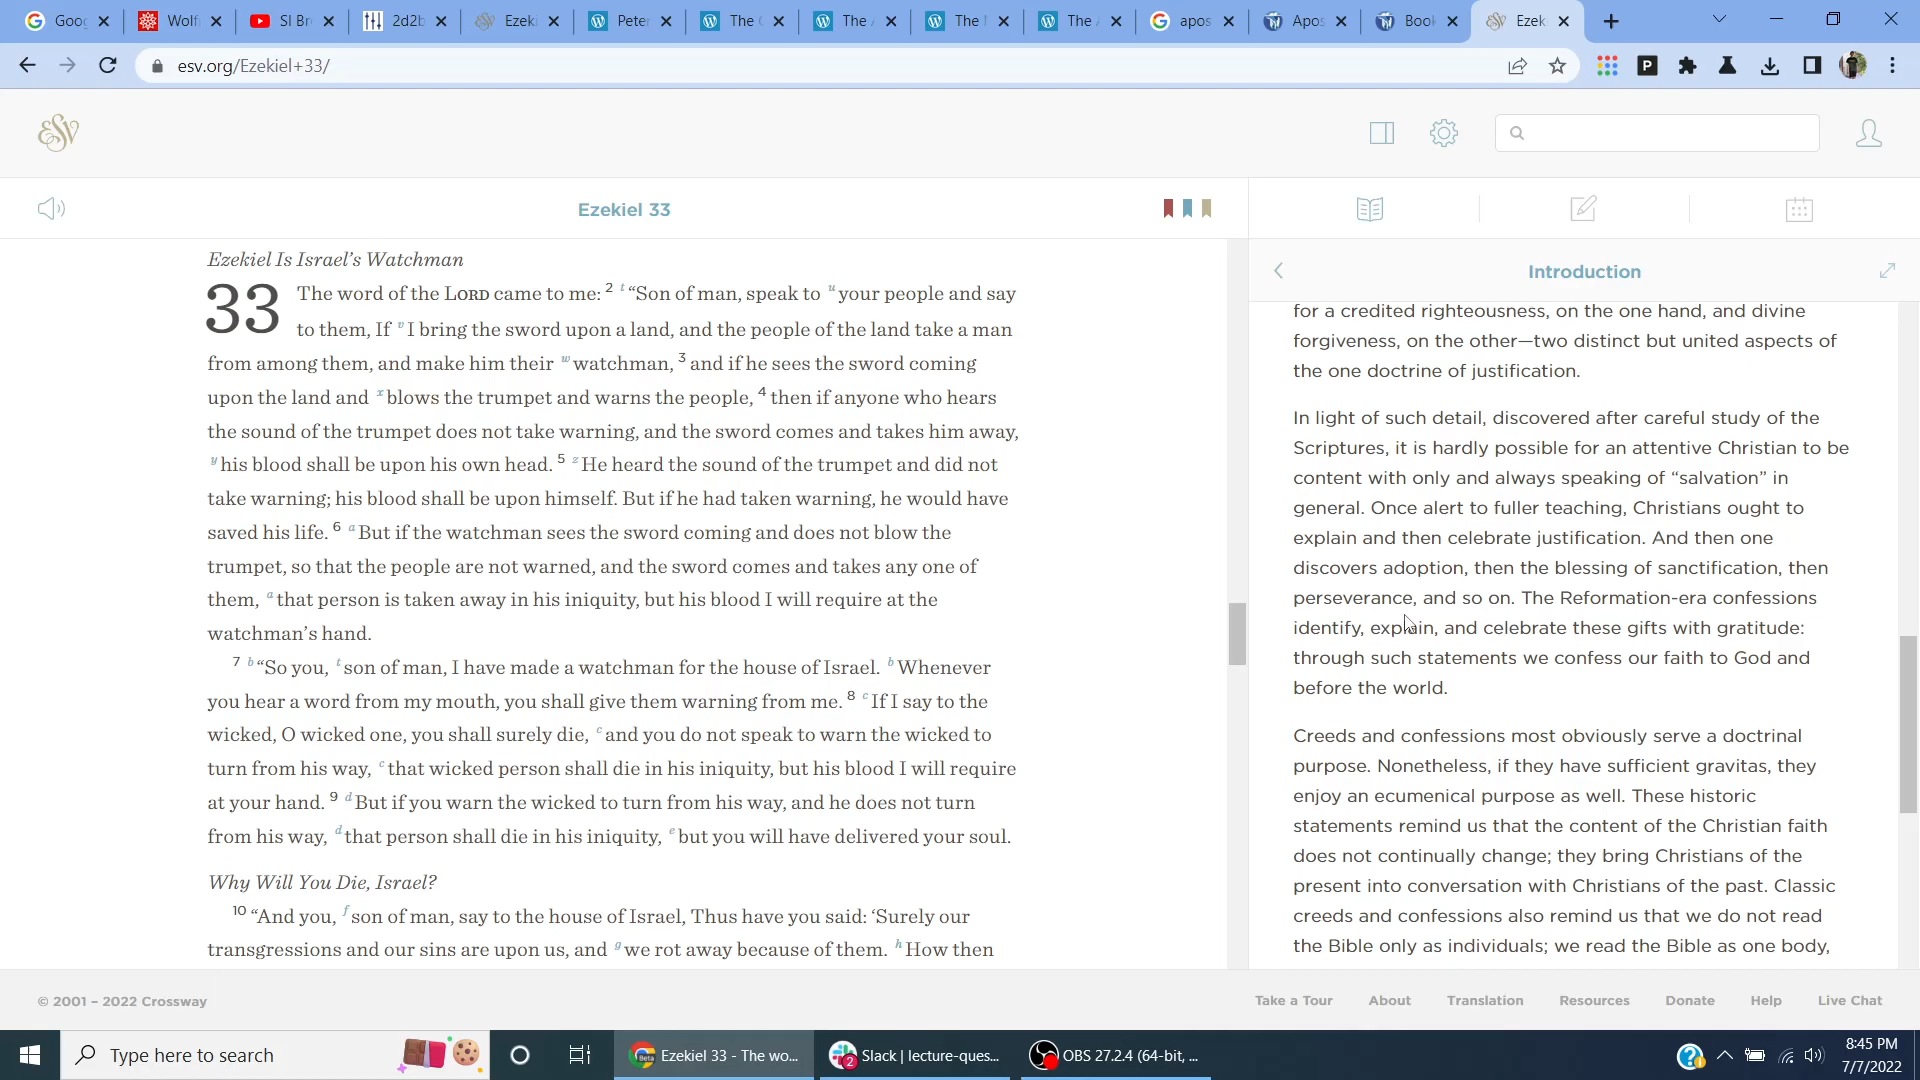 Goo
Wolf
SI Br
2d2b
Ezeki
Peter
The
The
The
The
apos
Apos
Book
Ezek
esv.org/Ezekiel+33/
P
ESV
Ezekiel 33
Introduction
Ezekiel Is Israel's Watchman
33 The word of the LORD came to me: 2 t “Son of man, speak to u your people and say
to them, If v I bring the sword upon a land, and the people of the land take a man
from among them, and make him their w watchman, 3 and if he sees the sword coming
upon the land and x blows the trumpet and warns the people, 4 then if anyone who hears
the sound of the trumpet does not take warning, and the sword comes and takes him away,
y his blood shall be upon his own head. 5 z He heard the sound of the trumpet and did not
take warning; his blood shall be upon himself. But if he had taken warning, he would have
saved his life. 6 a But if the watchman sees the sword coming and does not blow the
trumpet, so that the people are not warned, and the sword comes and takes any one of
them, a that person is taken away in his iniquity, but his blood I will require at the
watchman's hand.
7 b “So you, t son of man, I have made a watchman for the house of Israel. b Whenever
you hear a word from my mouth, you shall give them warning from me. 8 c If I say to the
wicked, O wicked one, you shall surely die, c and you do not speak to warn the wicked to
turn from his way, c that wicked person shall die in his iniquity, but his blood I will require
at your hand. 9 d But if you warn the wicked to turn from his way, and he does not turn
from his way, d that person shall die in his iniquity, e but you will have delivered your soul.
Why Will You Die, Israel?
10 “And you, f son of man, say to the house of Israel, Thus have you said: ‘Surely our
transgressions and our sins are upon us, and g we rot away because of them. h How then
for a credited righteousness, on the one hand, and divine
forgiveness, on the other—two distinct but united aspects of
the one doctrine of justification.
In light of such detail, discovered after careful study of the
Scriptures, it is hardly possible for an attentive Christian to be
content with only and always speaking of “salvation” in
general. Once alert to fuller teaching, Christians ought to
explain and then celebrate justification. And then one
discovers adoption, then the blessing of sanctification, then
perseverance, and so on. The Reformation-era confessions
identify, explain, and celebrate these gifts with gratitude:
through such statements we confess our faith to God and
before the world.
Creeds and confessions most obviously serve a doctrinal
purpose. Nonetheless, if they have sufficient gravitas, they
enjoy an ecumenical purpose as well. These historic
statements remind us that the content of the Christian faith
does not continually change; they bring Christians of the
present into conversation with Christians of the past. Classic
creeds and confessions also remind us that we do not read
the Bible only as individuals; we read the Bible as one body,
© 2001 – 2022 Crossway
Take a Tour
About
Translation
Resources
Donate
Help
Live Chat
Type here to search
Ezekiel 33 - The wo...
2
Slack | lecture-ques...
OBS 27.2.4 (64-bit, ...
8:45 PM
7/7/2022